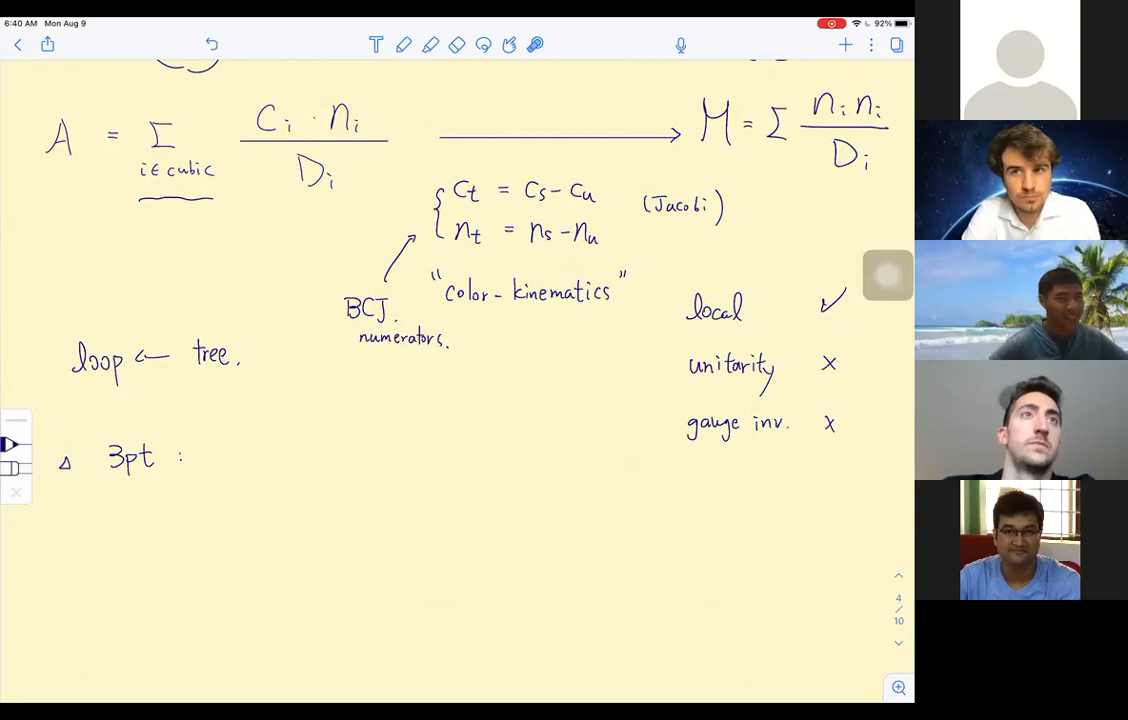 6:40 AM Mon Aug 9
92%
A = Σ i∈cubic Ci · ni / Di ⟶ M = Σ ni ni / Di
Ct = Cs - Cu (Jacobi)
nt = ns - nu
"color-kinematics"
BCJ.
numerators.
local ✓
loop ← tree.
unitarity ×
gauge inv. ×
△ 3pt :
4
/
10